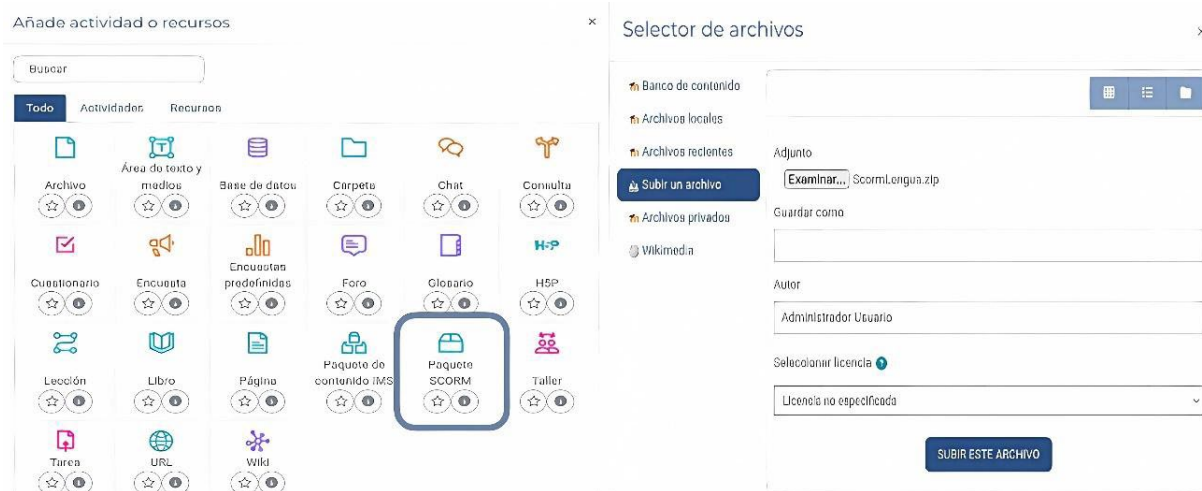 Añade actividad o recursos
×
Buscar
Todo Actividades Recursos
Archivo
Área de texto y medios
Base de datos
Carpeta
Chat
Consulta
Cuestionario
Encuesta
Encuestas predefinidas
Foro
Glosario
H5P
H5P
Lección
Libro
Página
Paquete de contenido IMS
Paquete SCORM
Taller
Tarea
URL
Wiki
Selector de archivos
×
Banco de contenido
Archivos locales
Archivos recientes
Subir un archivo
Archivos privados
Wikimedia
Adjunto
Examinar... ScormLengua.zip
Guardar como
Autor
Administrador Usuario
Seleccionar licencia ?
Licencia no especificada
SUBIR ESTE ARCHIVO